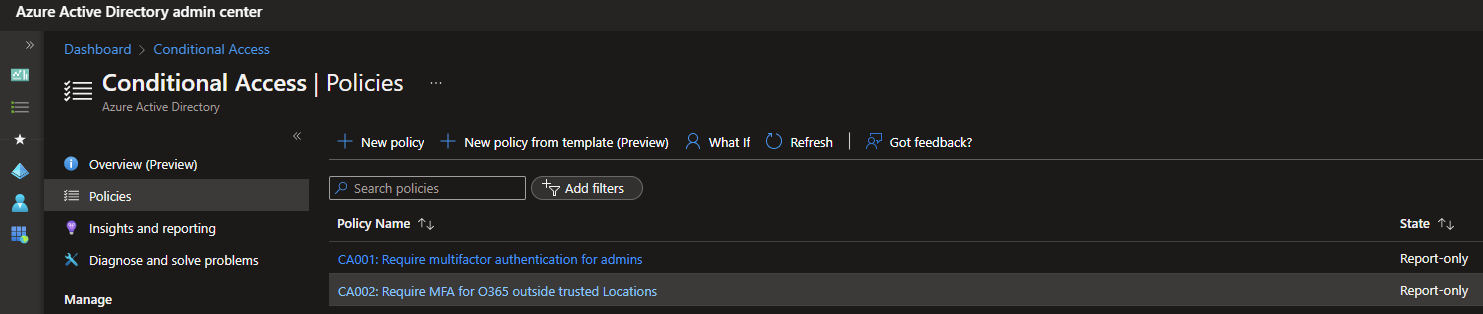 Azure Active Directory admin center
Dashboard > Conditional Access
Conditional Access | Policies ...
Azure Active Directory
New policy New policy from template (Preview) What If Refresh Got feedback?
Overview (Preview)
Policies
Insights and reporting
Diagnose and solve problems
Manage
Search policies Add filters
Policy Name State
CA001: Require multifactor authentication for admins Report-only
CA002: Require MFA for O365 outside trusted Locations Report-only